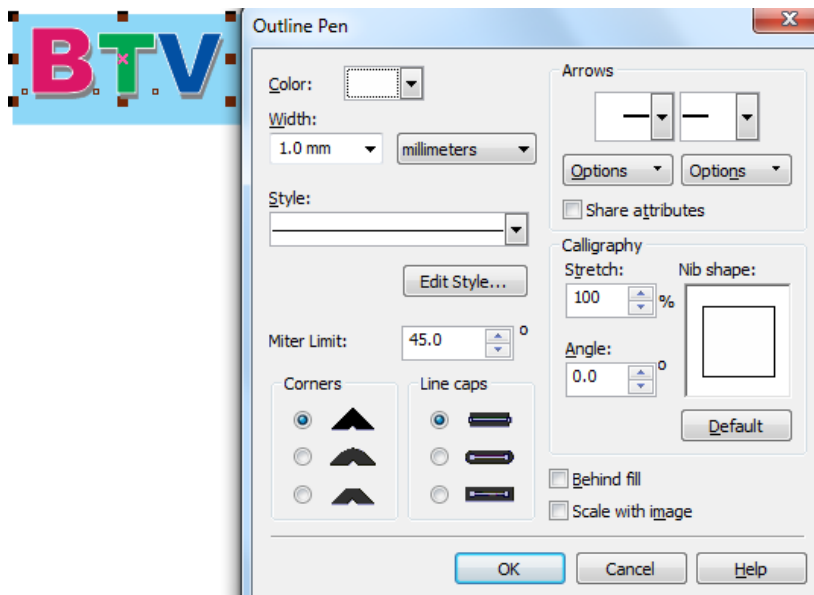 BTV
Outline Pen
Color:
Width:
1.0 mm
millimeters
Style:
Edit Style...
Miter Limit:
45.0 °
Corners
Line caps
Arrows
Options
Options
Share attributes
Calligraphy
Stretch:
100 %
Nib shape:
Angle:
0.0 °
Default
Behind fill
Scale with image
OK
Cancel
Help